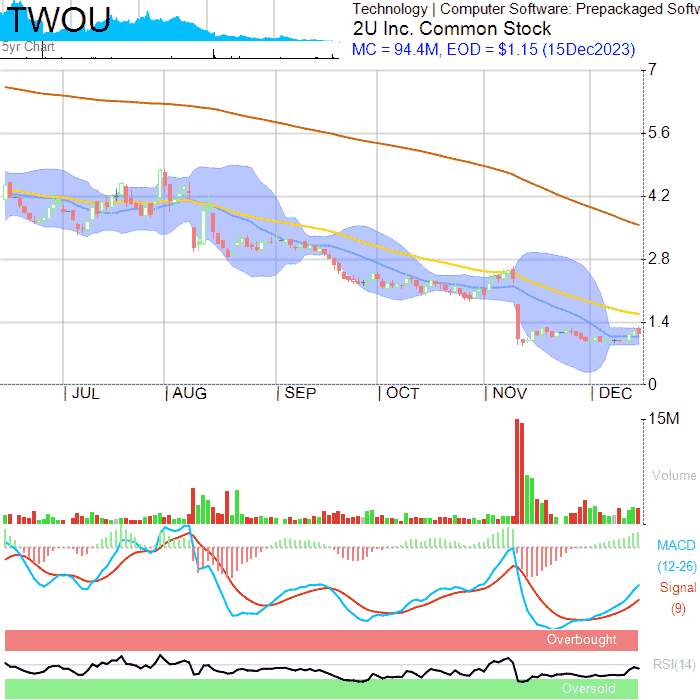 TWOU
5yr Chart
Technology | Computer Software: Prepackaged Softw
2U Inc. Common Stock
MC = 94.4M, EOD = $1.15 (15Dec2023)
7
5.6
4.2
2.8
1.4
0
JUL AUG SEP OCT NOV DEC
15M
Volume
MACD
(12-26)
Signal
(9)
Overbought
RSI(14)
Oversold